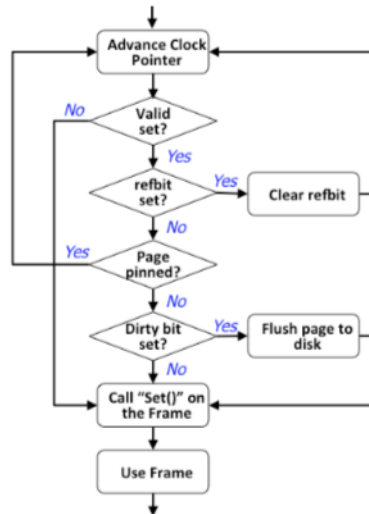 Advance Clock
Pointer
No
Valid
set?
Yes
refbit
set?
Yes
Clear refbit
No
Yes
Page
pinned?
No
Dirty bit
set?
Yes
Flush page to
disk
No
Call "Set()" on
the Frame
Use Frame